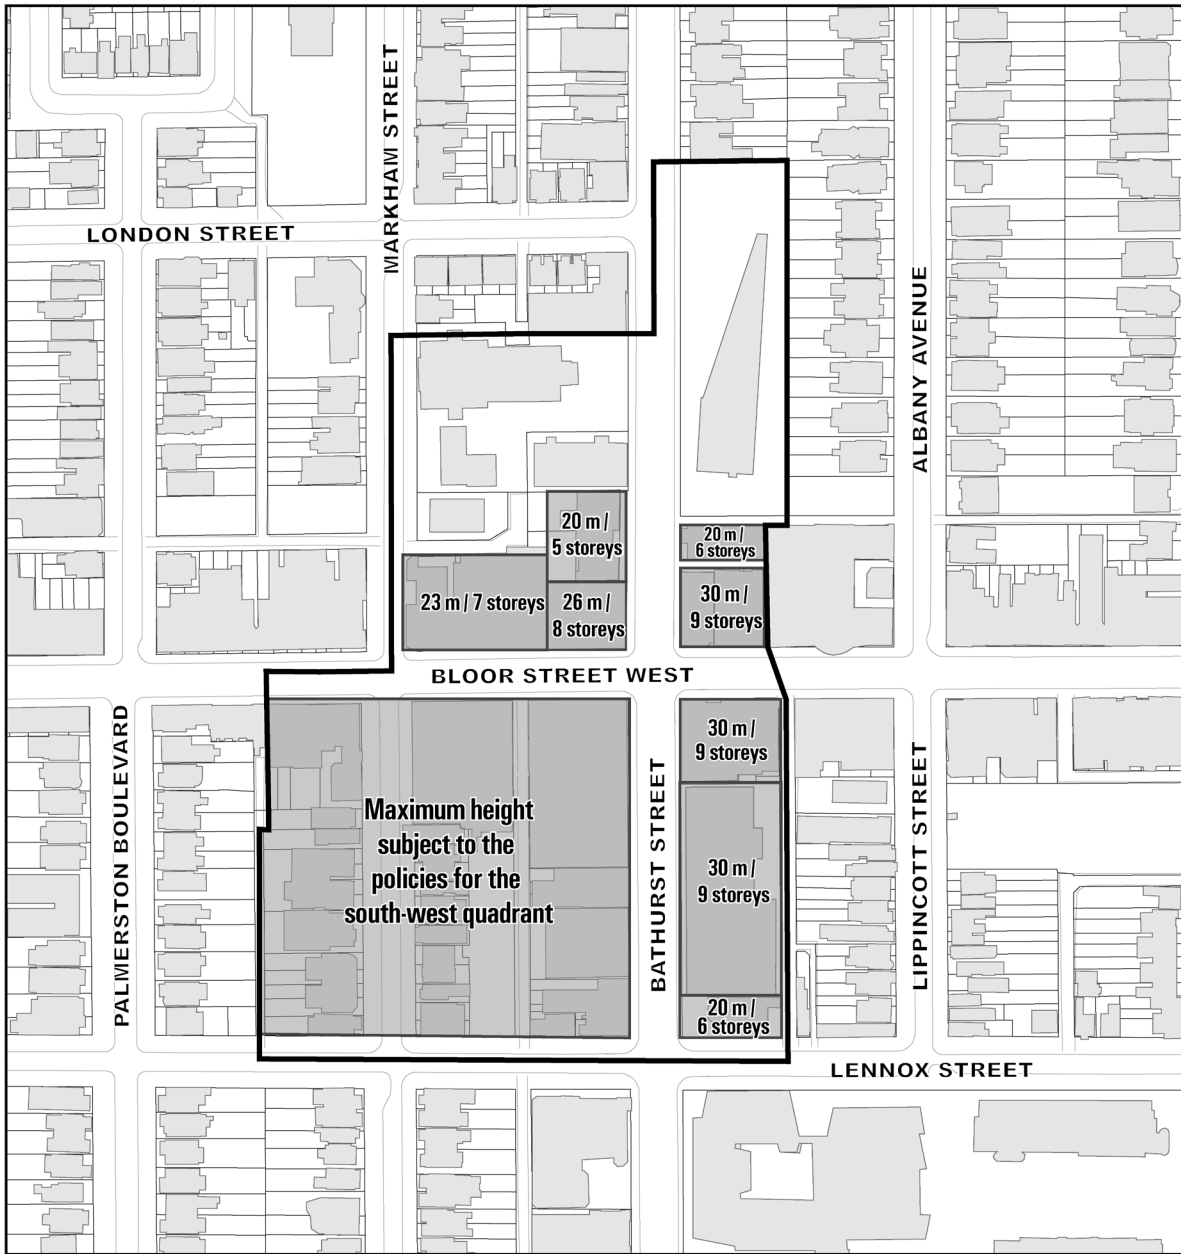 MARKHAM STREET
LONDON STREET
ALBANY AVENUE
20 m /
5 storeys
20 m /
6 storeys
23 m / 7 storeys
26 m /
8 storeys
30 m /
9 storeys
BLOOR STREET WEST
PALMERSTON BOULEVARD
Maximum height
subject to the
policies for the
south-west quadrant
BATHURST STREET
30 m /
9 storeys
30 m /
9 storeys
20 m /
6 storeys
LIPPINCOTT STREET
LENNOX STREET